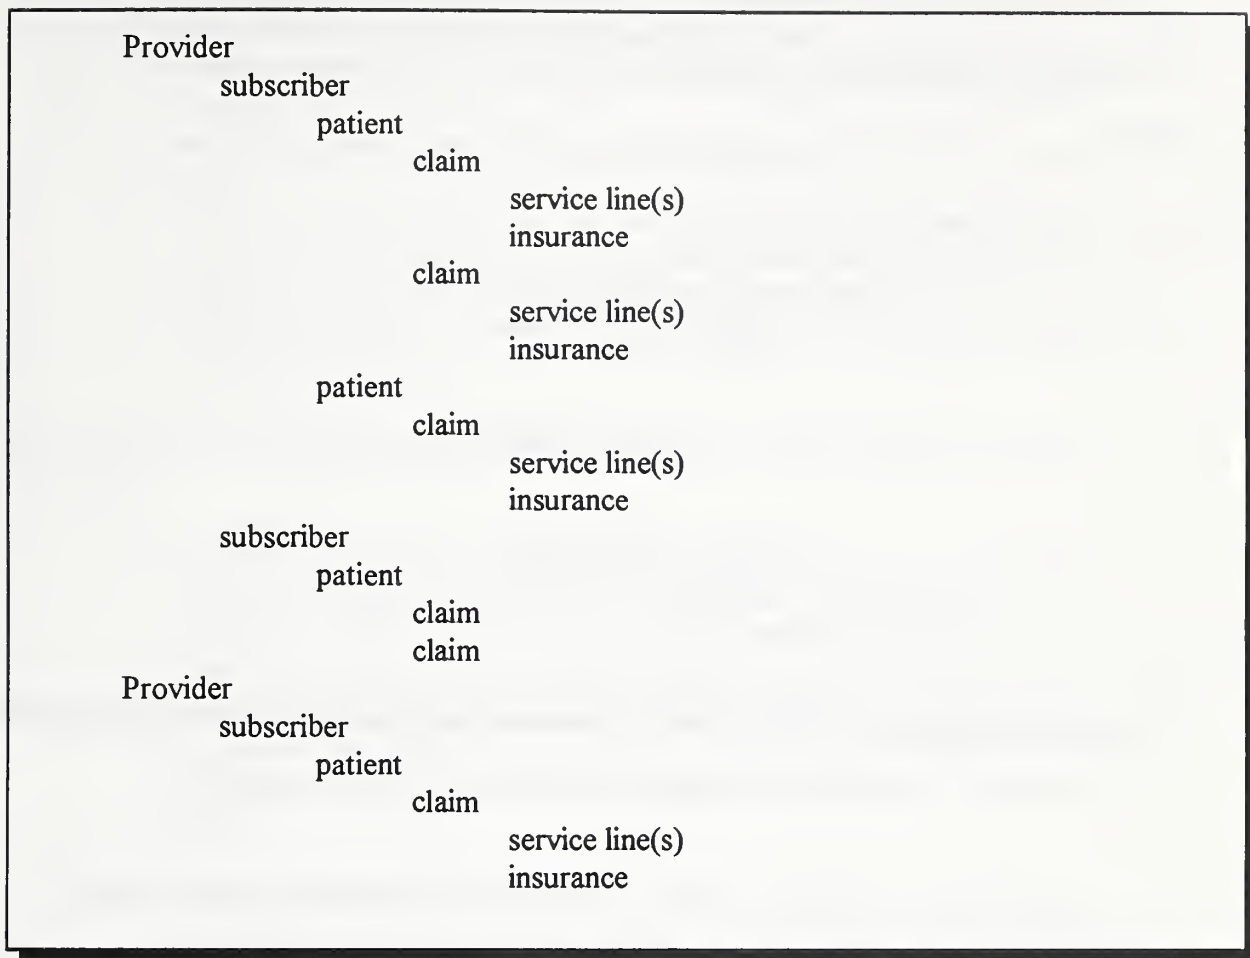 Provider
subscriber
patient
claim
service line(s)
insurance
claim
service line(s)
insurance
patient
claim
service line(s)
insurance
subscriber
patient
claim
claim
Provider
subscriber
patient
claim
service line(s)
insurance